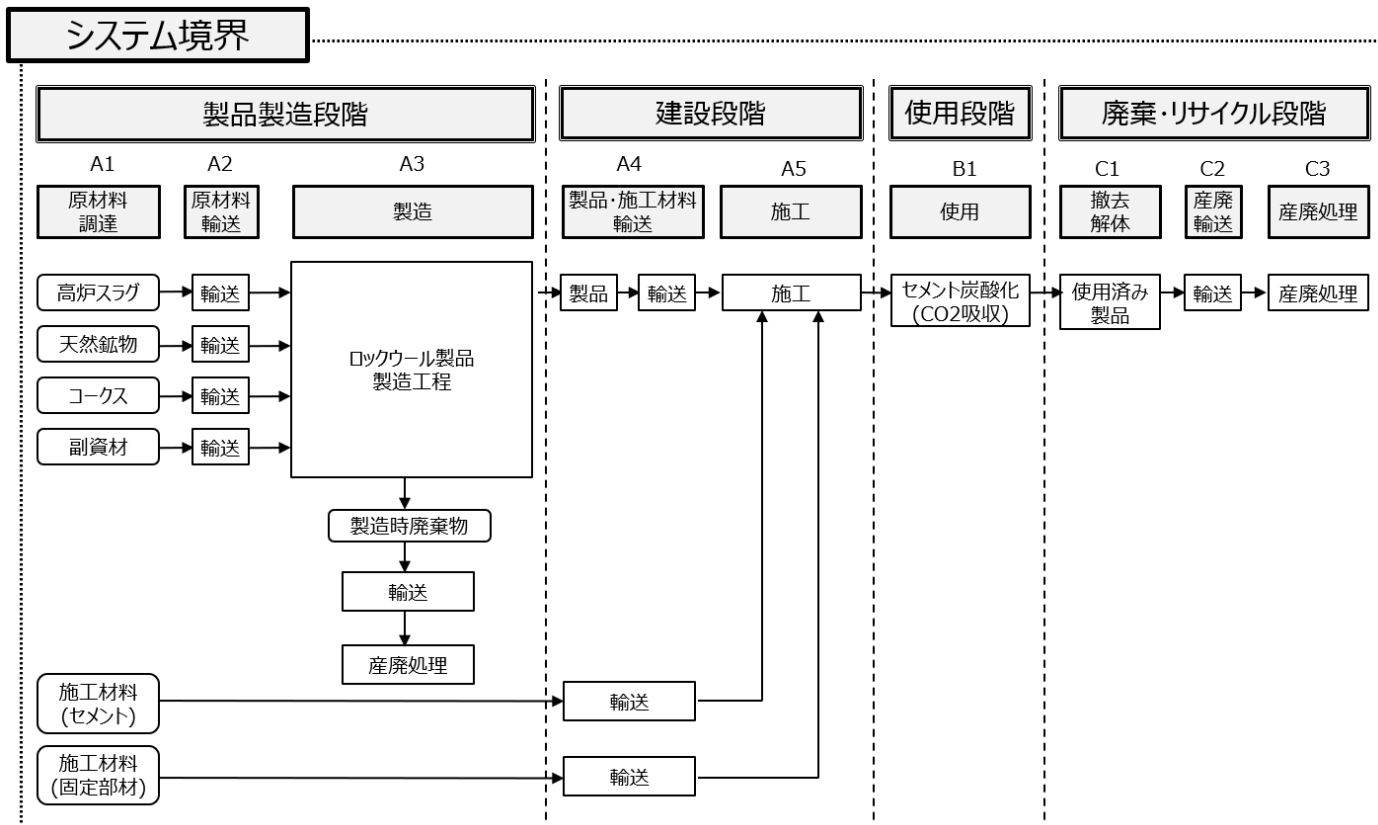 システム境界
製品製造段階
建設段階
使用段階
廃棄・リサイクル段階
A1
A2
A3
A4
A5
B1
C1
C2
C3
原材料
調達
原材料
輸送
製造
製品・施工材料
輸送
施工
使用
撤去
解体
産廃
輸送
産廃処理
高炉スラグ
輸送
製品
輸送
施工
セメント炭酸化
(CO2吸収)
使用済み
製品
輸送
産廃処理
天然鉱物
輸送
ロックウール製品
製造工程
コークス
輸送
副資材
輸送
製造時廃棄物
輸送
産廃処理
施工材料
(セメント)
輸送
施工材料
(固定部材)
輸送